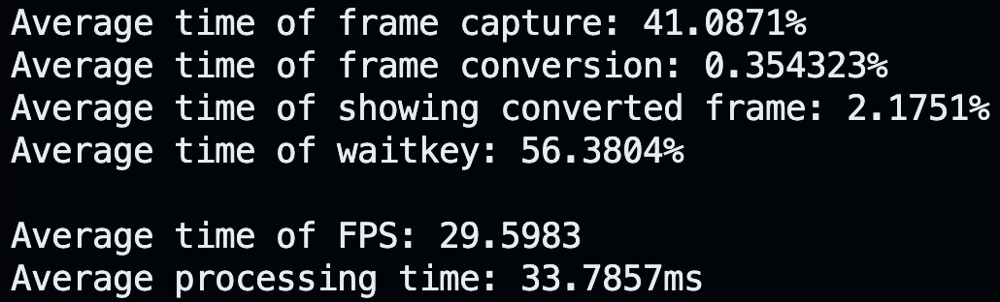 Average time of frame capture: 41.0871%
Average time of frame conversion: 0.354323%
Average time of showing converted frame: 2.1751%
Average time of waitkey: 56.3804%
Average time of FPS: 29.5983
Average processing time: 33.7857ms